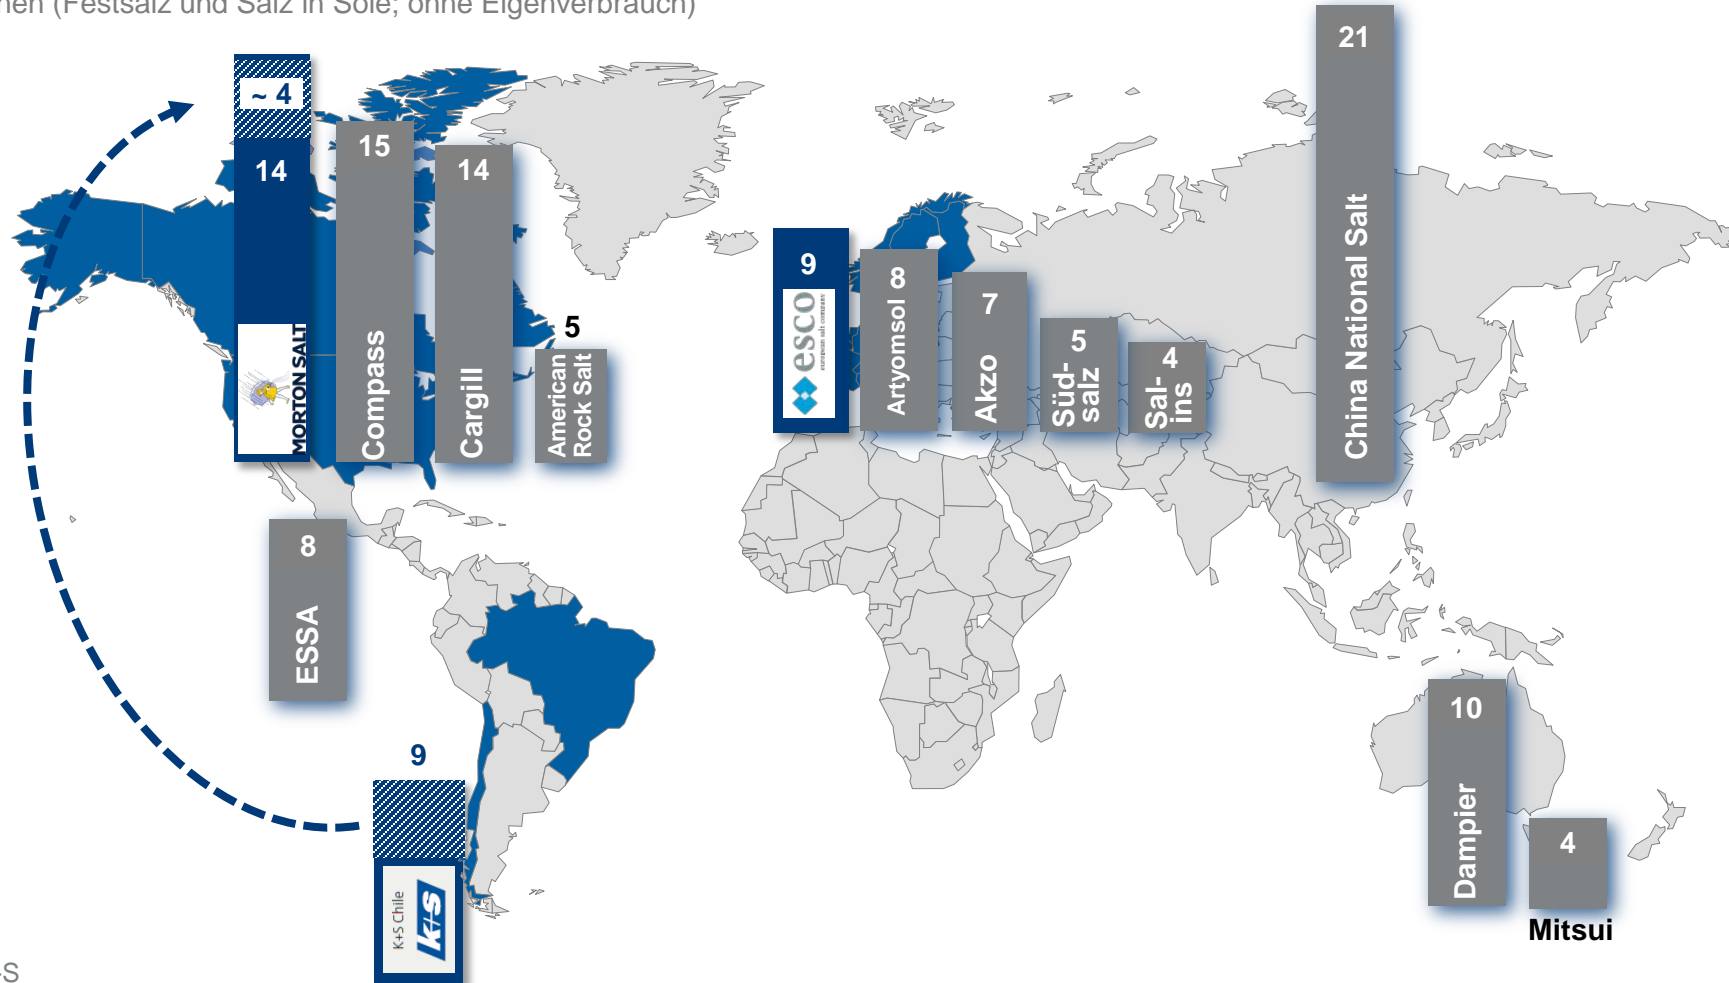 nen (Festsalz und Salz in Sole; ohne Eigenverbrauch)
~ 4
14
MORTON SALT
15
Compass
14
Cargill
5
American
Rock Salt
8
ESSA
9
K+S Chile
K+S
9
esco
european salt company
8
Artyomsol
7
Akzo
5
Süd-
salz
4
Sal-
ins
21
China National Salt
10
Dampier
4
Mitsui
-S